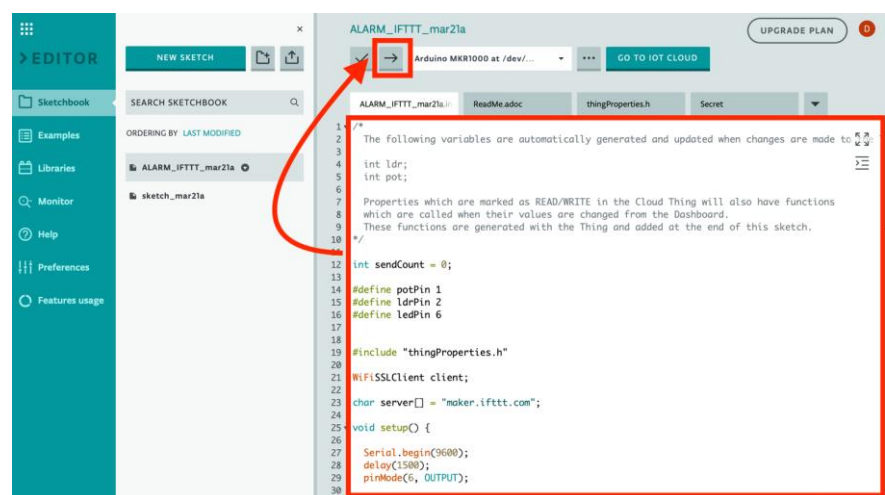 >EDITOR
Sketchbook
Examples
Libraries
Monitor
Help
Preferences
Features usage
×
NEW SKETCH
SEARCH SKETCHBOOK
ORDERING BY LAST MODIFIED
ALARM_IFTTT_mar21a
sketch_mar21a
ALARM_IFTTT_mar21a
UPGRADE PLAN
D
Arduino MKR1000 at /dev/...
GO TO IOT CLOUD
ALARM_IFTTT_mar21a.in ReadMe.adoc thingProperties.h Secret
1 /*
2 The following variables are automatically generated and updated when changes are made to
3
4 int ldr;
5 int pot;
6
7 Properties which are marked as READ/WRITE in the Cloud Thing will also have functions
8 which are called when their values are changed from the Dashboard.
9 These functions are generated with the Thing and added at the end of this sketch.
10 */
11
12 int sendCount = 0;
13
14 #define potPin 1
15 #define ldrPin 2
16 #define ledPin 6
17
18
19 #include "thingProperties.h"
20
21 WiFiSSLClient client;
22
23 char server[] = "maker.ifttt.com";
24
25 void setup() {
26
27 Serial.begin(9600);
28 delay(1500);
29 pinMode(6, OUTPUT);
30